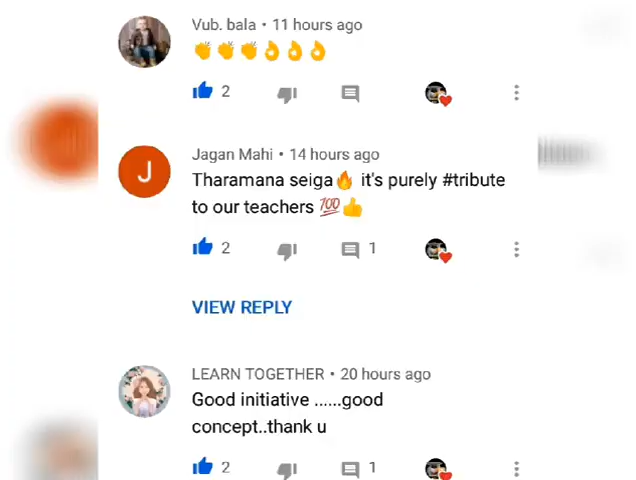 Vub. bala • 11 hours ago
👏👏👏👌👌👌
2
J
Jagan Mahi • 14 hours ago
Tharamana seiga🔥 it's purely #tribute
to our teachers 💯👍
2 1
VIEW REPLY
LEARN TOGETHER • 20 hours ago
Good initiative ......good
concept..thank u
2 1